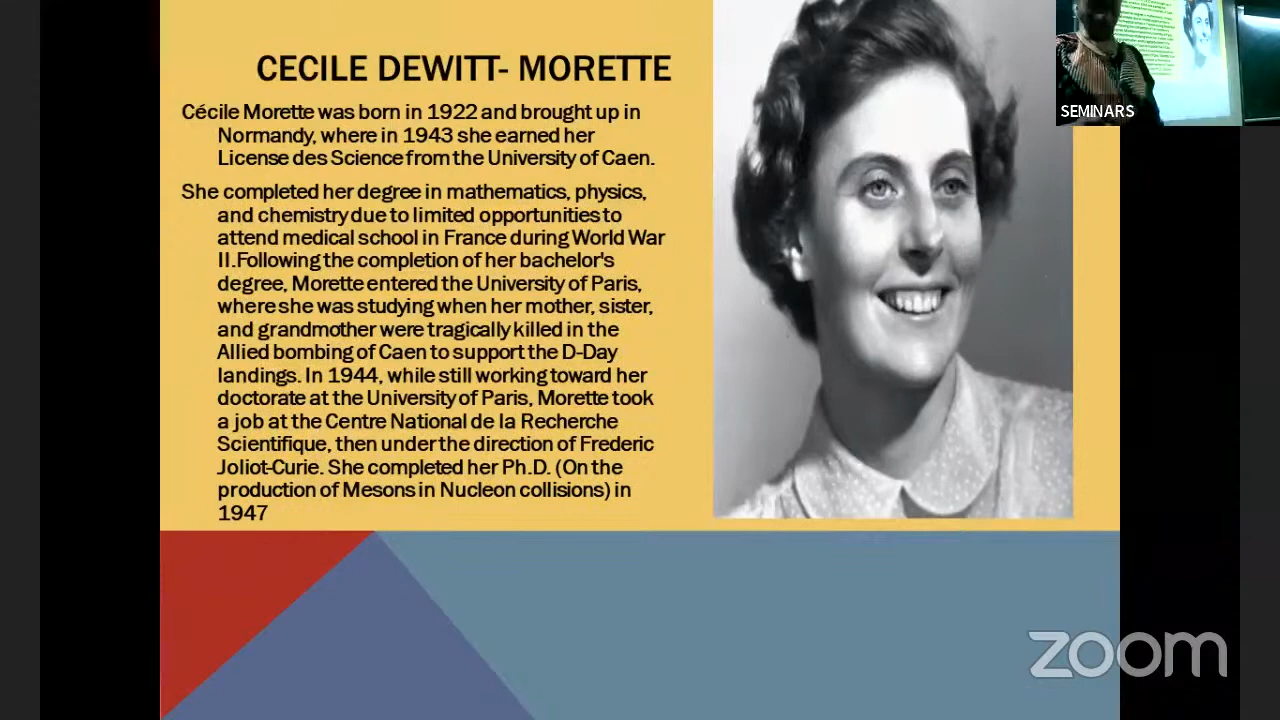 CECILE DEWITT- MORETTE
Cécile Morette was born in 1922 and brought up in
Normandy, where in 1943 she earned her
License des Science from the University of Caen.
She completed her degree in mathematics, physics,
and chemistry due to limited opportunities to
attend medical school in France during World War
II.Following the completion of her bachelor's
degree, Morette entered the University of Paris,
where she was studying when her mother, sister,
and grandmother were tragically killed in the
Allied bombing of Caen to support the D-Day
landings. In 1944, while still working toward her
doctorate at the University of Paris, Morette took
a job at the Centre National de la Recherche
Scientifique, then under the direction of Frederic
Joliot-Curie. She completed her Ph.D. (On the
production of Mesons in Nucleon collisions) in
1947
SEMINARS
zoom